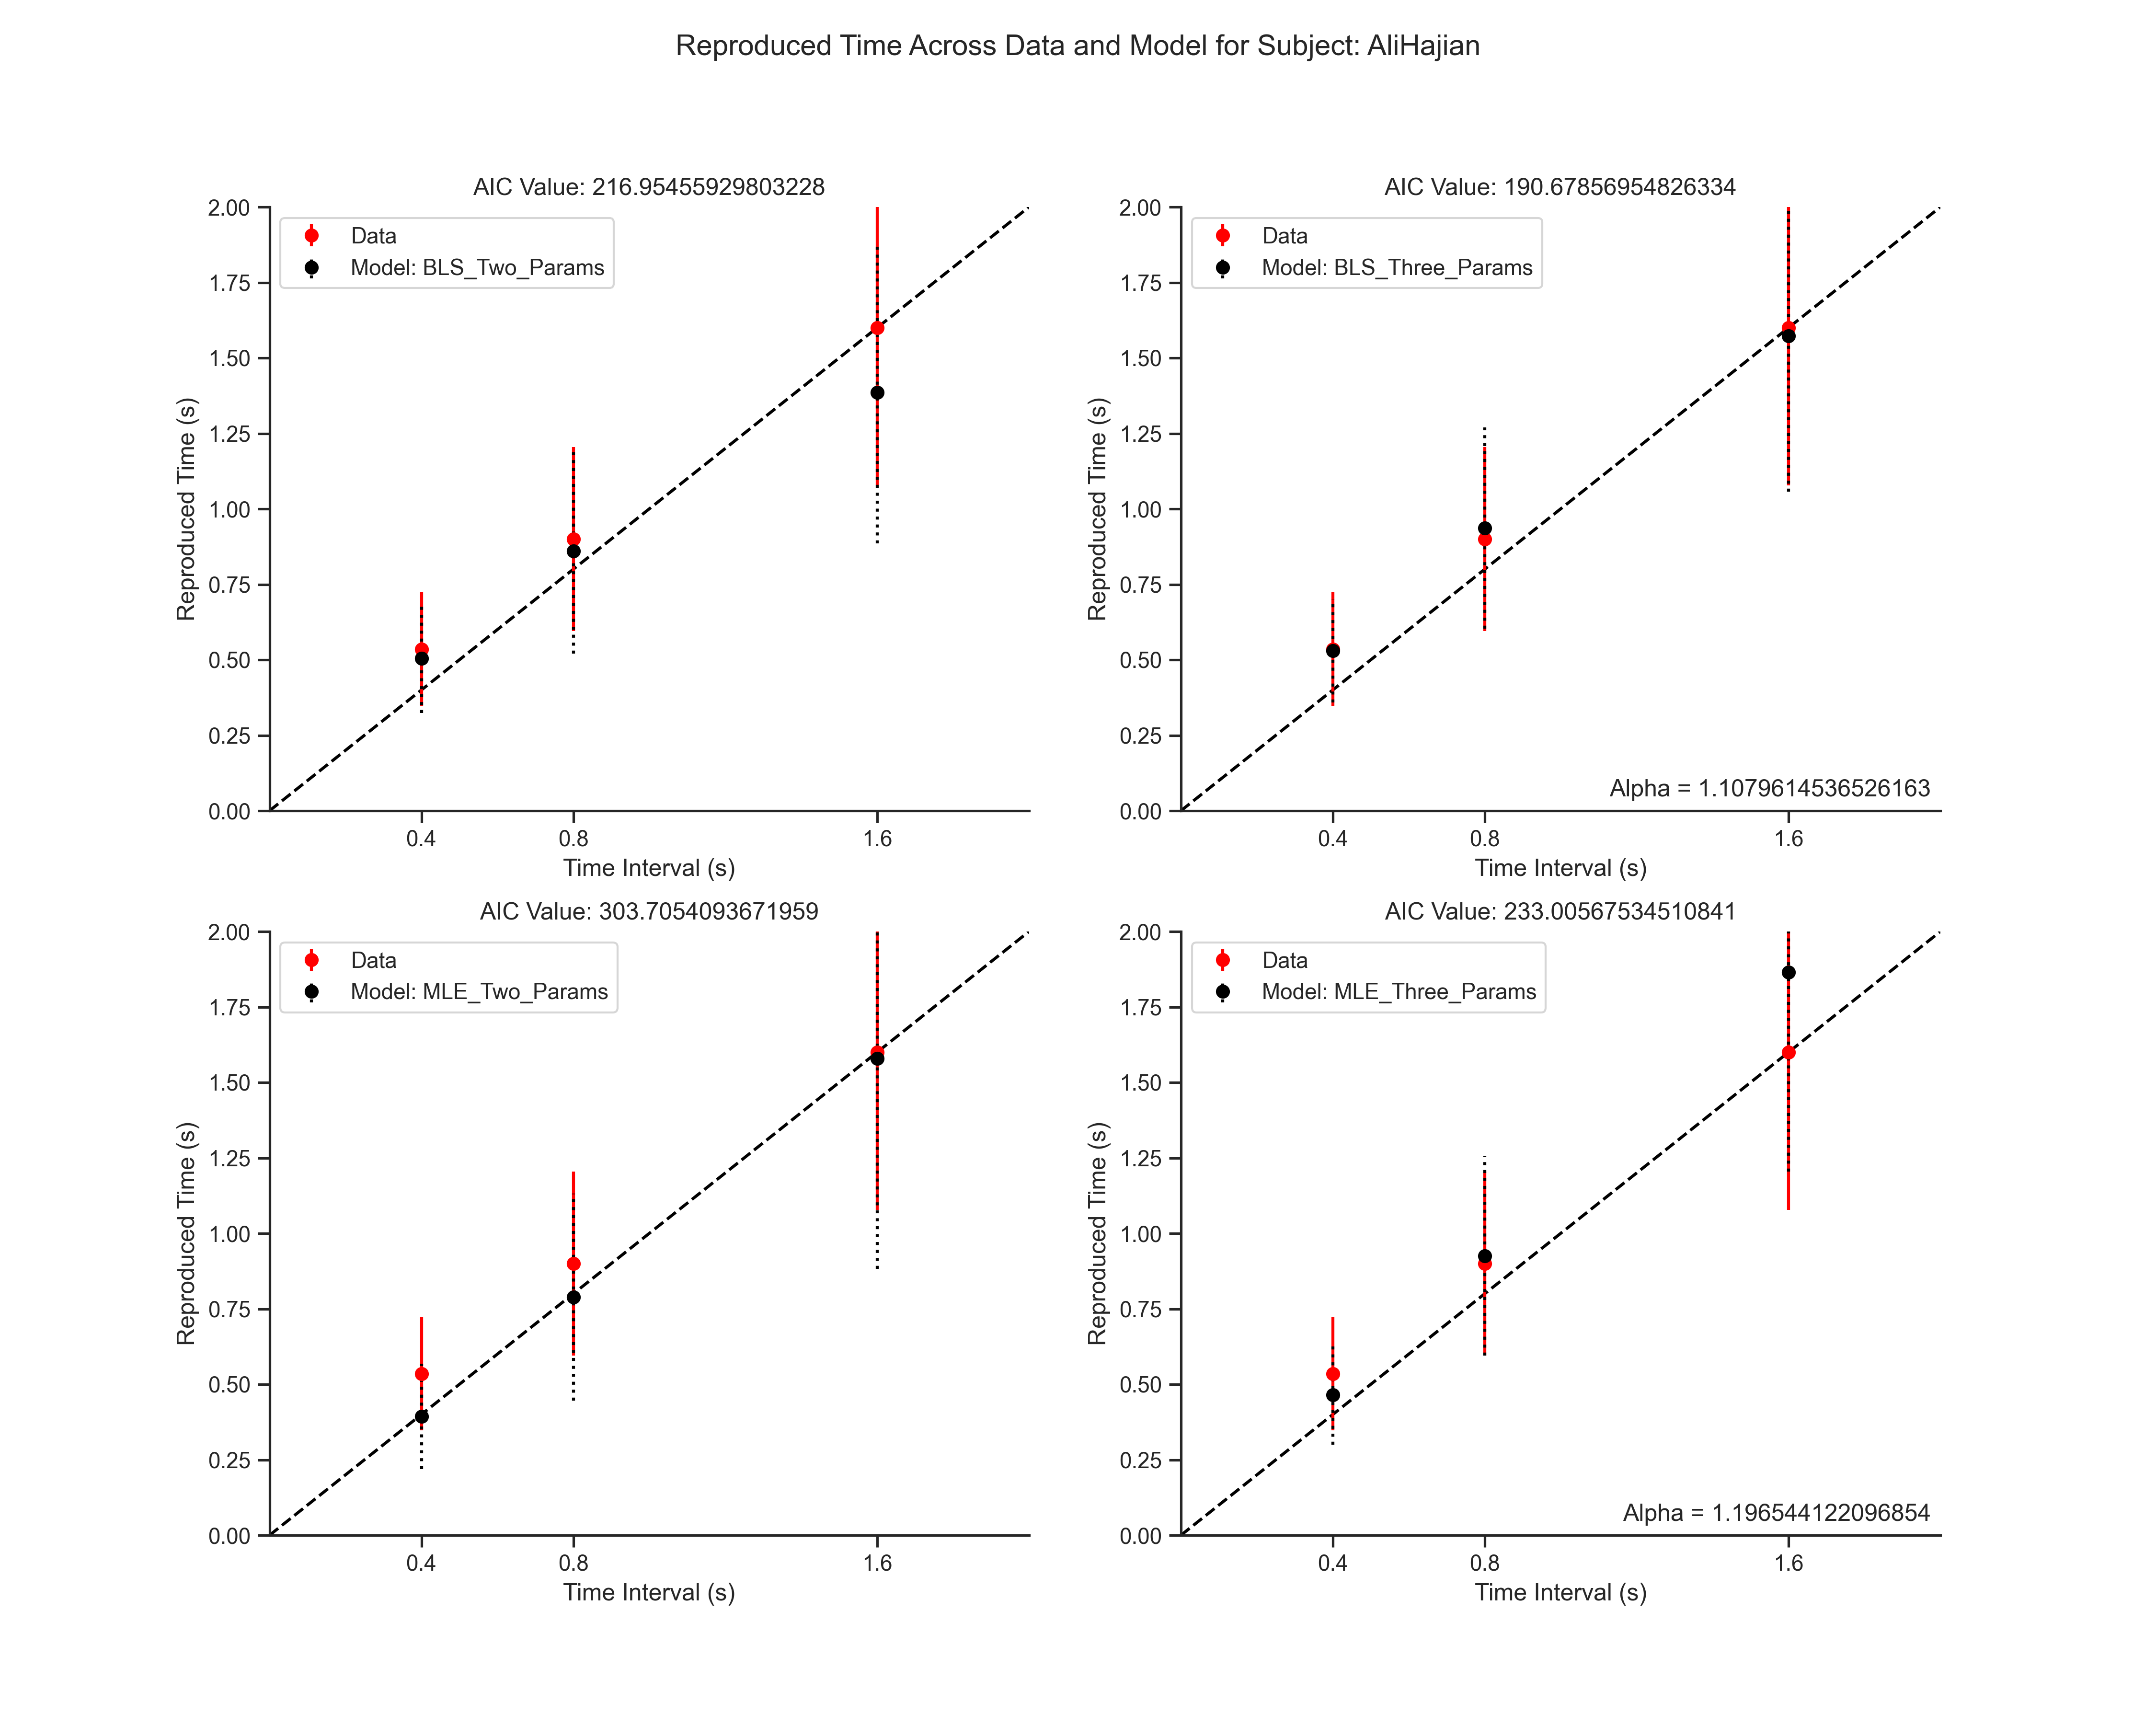 Reproduced Time Across Data and Model for Subject: AliHajian
AIC Value: 216.95455929803228
2.00
1.75
1.50
1.25
1.00
0.75
0.50
0.25
0.00
Reproduced Time (s)
Data
Model: BLS_Two_Params
0.4 0.8 1.6
Time Interval (s)
AIC Value: 190.67856954826334
2.00
1.75
1.50
1.25
1.00
0.75
0.50
0.25
0.00
Reproduced Time (s)
Data
Model: BLS_Three_Params
Alpha = 1.1079614536526163
0.4 0.8 1.6
Time Interval (s)
AIC Value: 303.7054093671959
2.00
1.75
1.50
1.25
1.00
0.75
0.50
0.25
0.00
Reproduced Time (s)
Data
Model: MLE_Two_Params
0.4 0.8 1.6
Time Interval (s)
AIC Value: 233.00567534510841
2.00
1.75
1.50
1.25
1.00
0.75
0.50
0.25
0.00
Reproduced Time (s)
Data
Model: MLE_Three_Params
Alpha = 1.196544122096854
0.4 0.8 1.6
Time Interval (s)